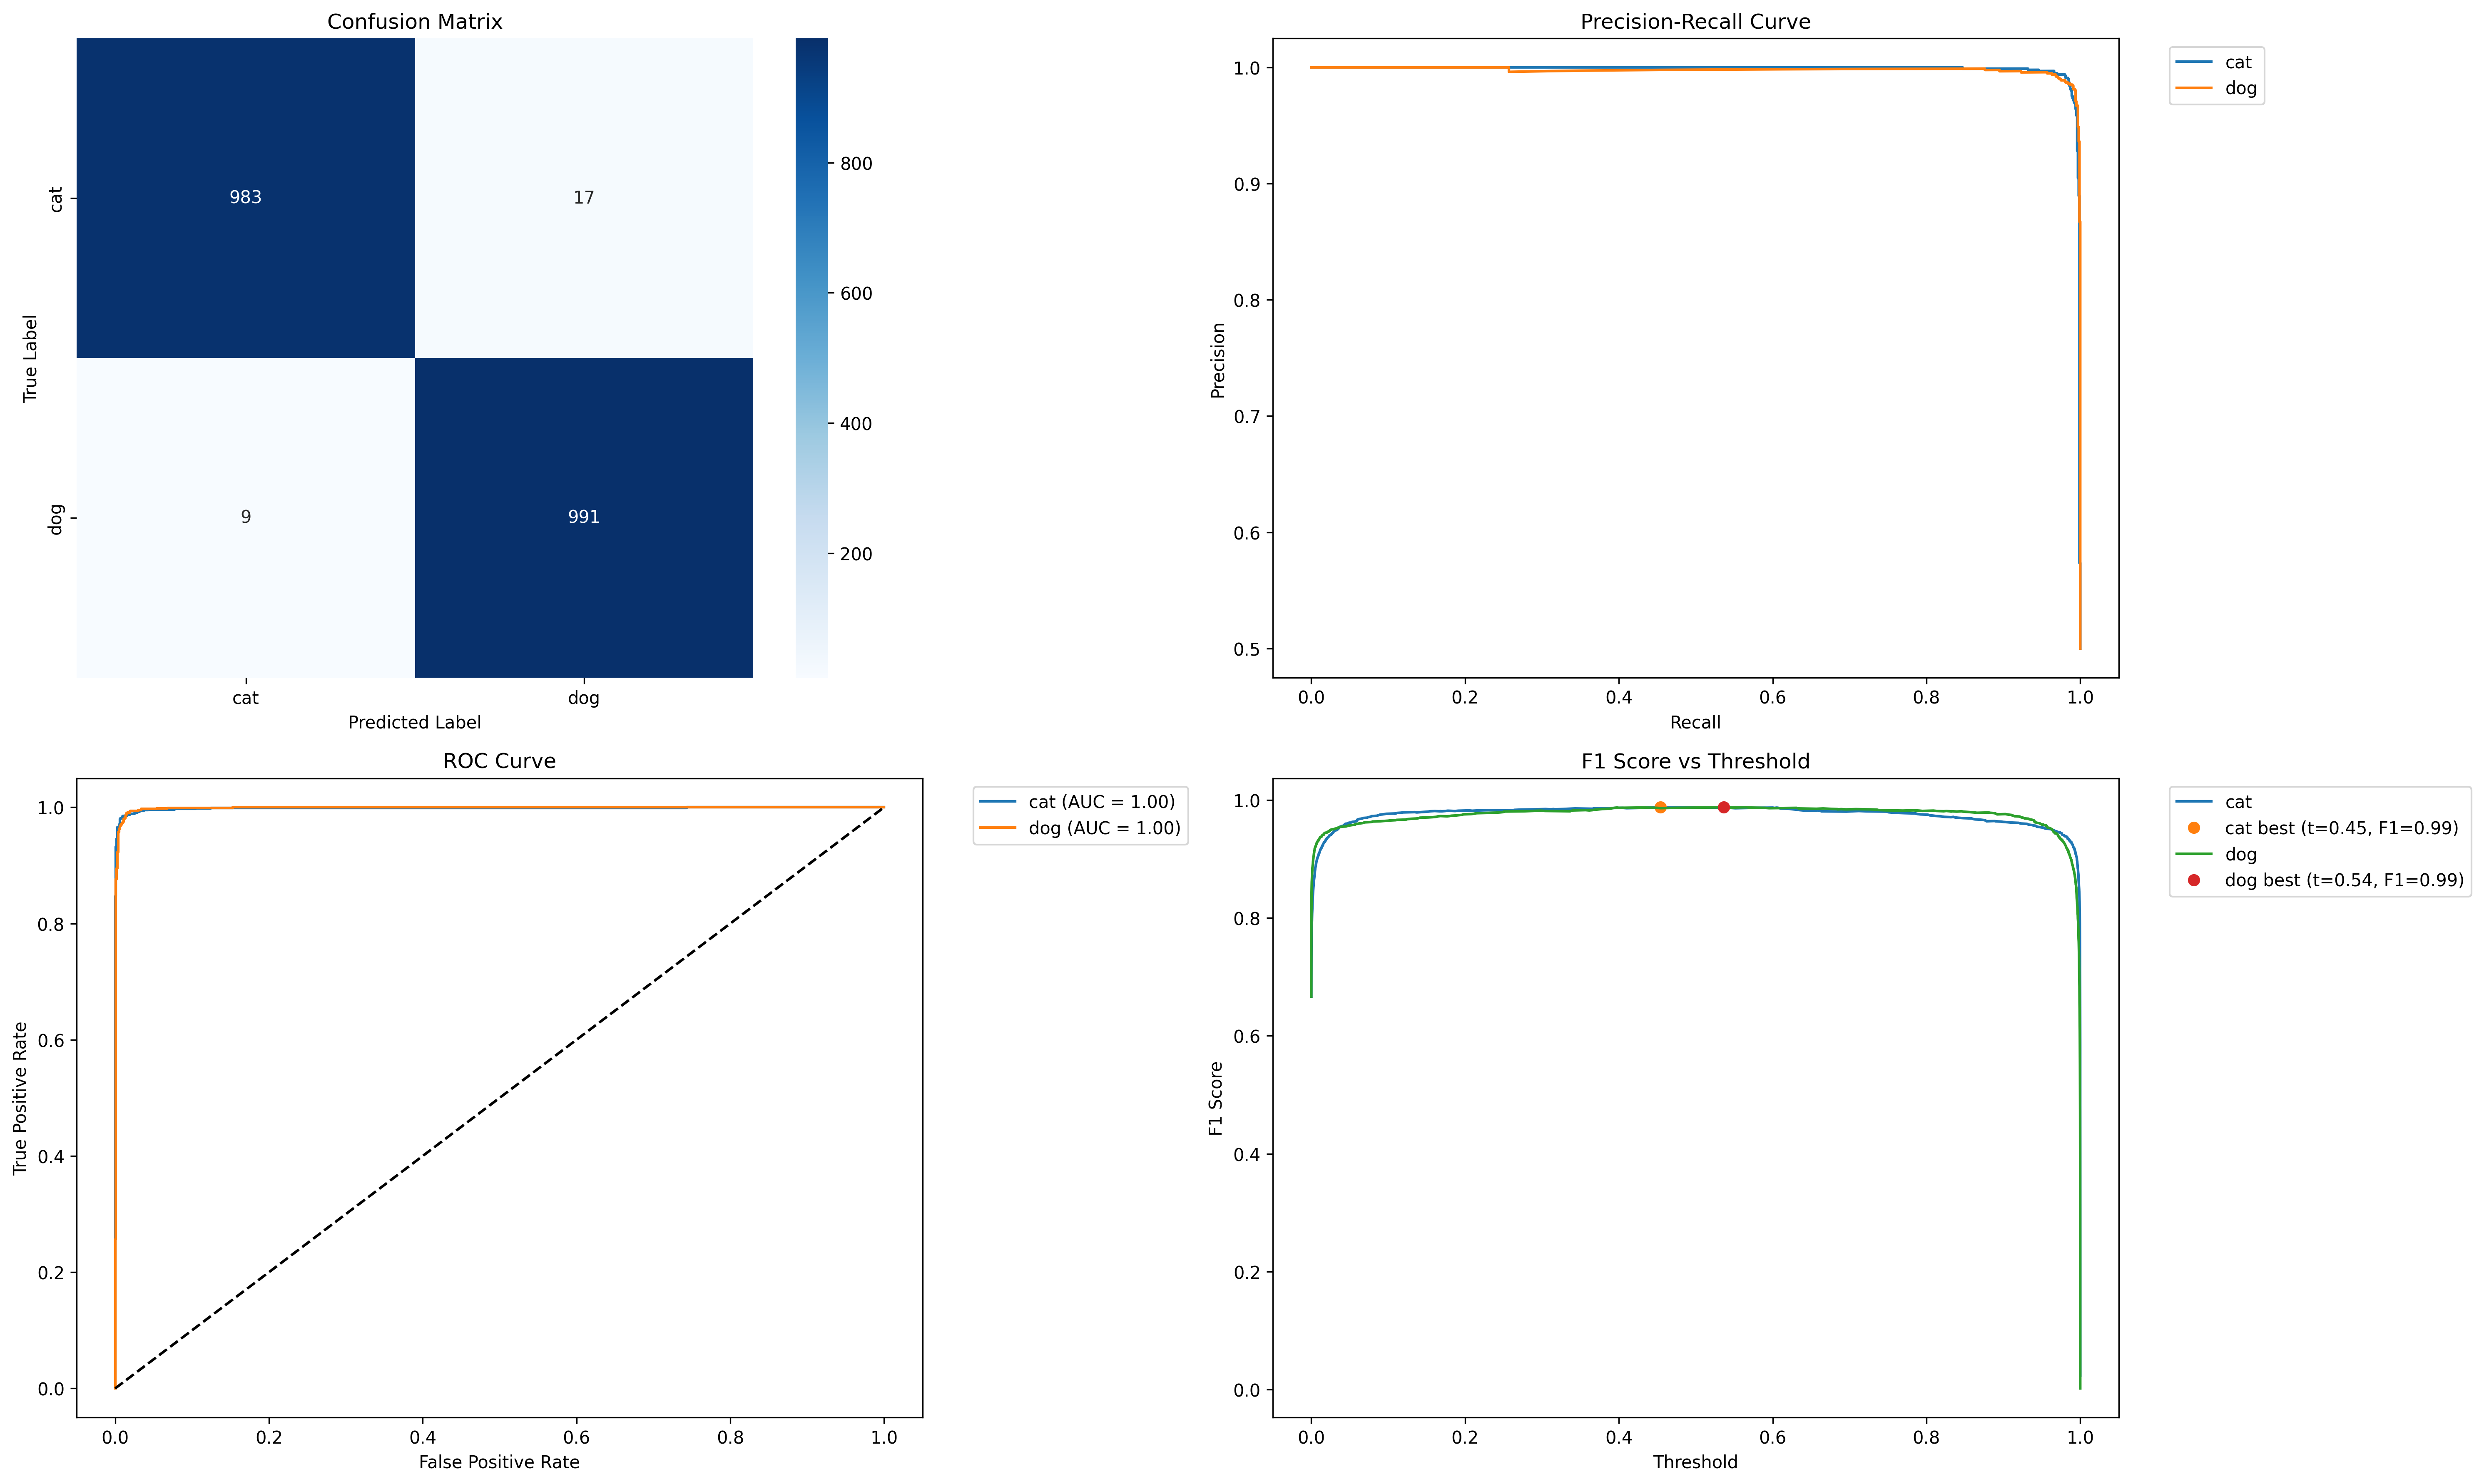 Confusion Matrix
983
17
9
991
cat
dog
True Label
cat
dog
Predicted Label
800
600
400
200
Precision-Recall Curve
1.0
0.9
0.8
0.7
0.6
0.5
Precision
0.0
0.2
0.4
0.6
0.8
1.0
Recall
cat
dog
ROC Curve
1.0
0.8
0.6
0.4
0.2
0.0
True Positive Rate
0.0
0.2
0.4
0.6
0.8
1.0
False Positive Rate
cat (AUC = 1.00)
dog (AUC = 1.00)
F1 Score vs Threshold
1.0
0.8
0.6
0.4
0.2
0.0
F1 Score
0.0
0.2
0.4
0.6
0.8
1.0
Threshold
cat
cat best (t=0.45, F1=0.99)
dog
dog best (t=0.54, F1=0.99)